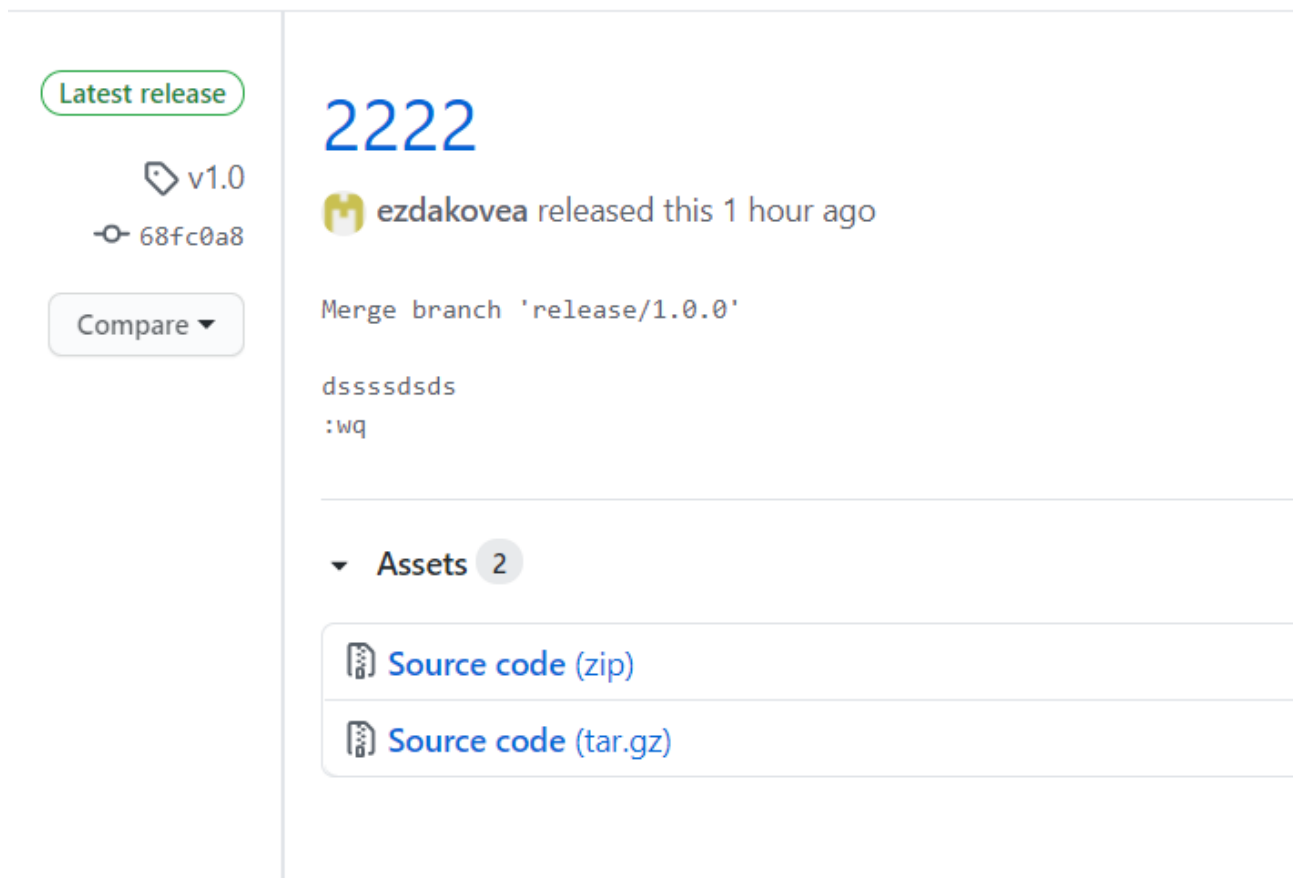 Latest release
v1.0
68fc0a8
Compare
2222
ezdakovea released this 1 hour ago
Merge branch 'release/1.0.0'
dssssdsds
:wq
Assets 2
Source code (zip)
Source code (tar.gz)